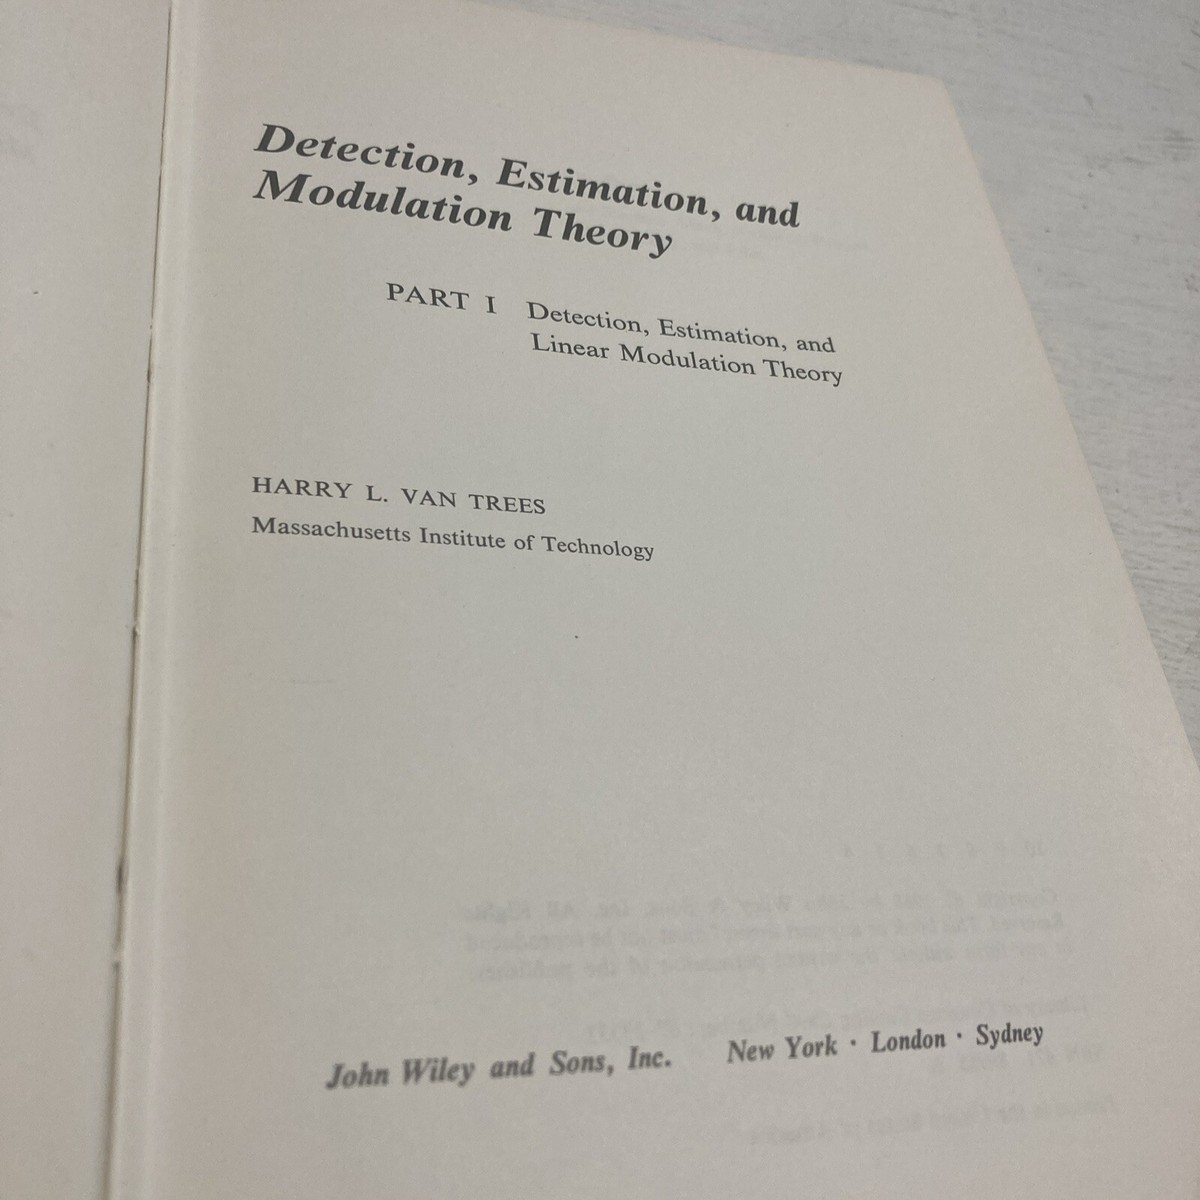 Detection, Estimation, and
Modulation Theory
PART I Detection, Estimation, and
Linear Modulation Theory
HARRY L. VAN TREES
Massachusetts Institute of Technology
John Wiley and Sons, Inc. New York · London · Sydney